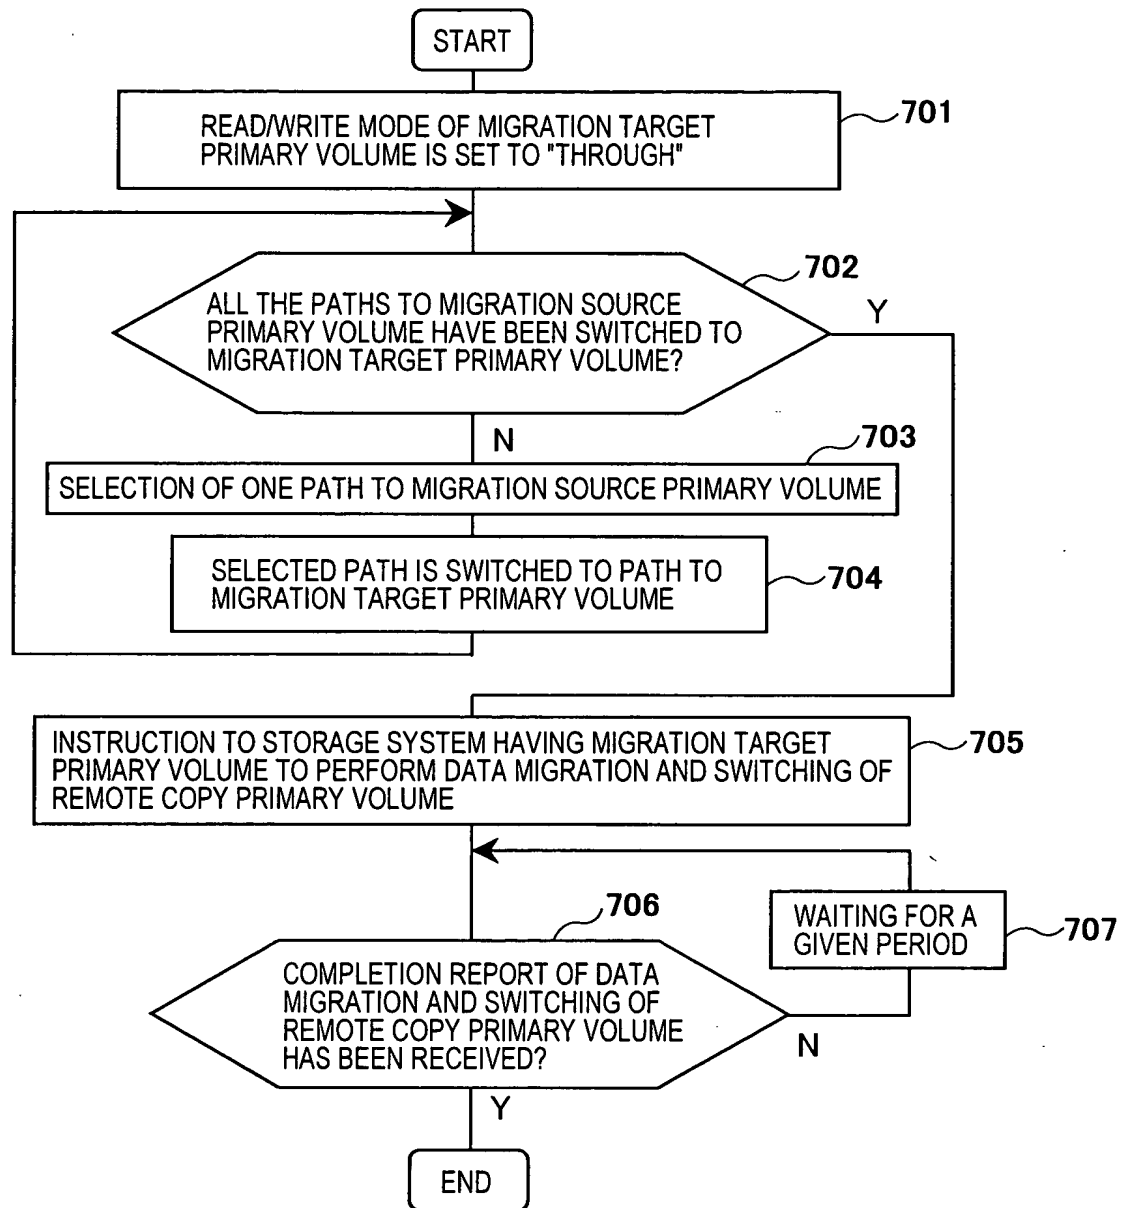 START
READ/WRITE MODE OF MIGRATION TARGET
PRIMARY VOLUME IS SET TO "THROUGH"
701
702
ALL THE PATHS TO MIGRATION SOURCE
PRIMARY VOLUME HAVE BEEN SWITCHED TO
MIGRATION TARGET PRIMARY VOLUME?
Y
N
703
SELECTION OF ONE PATH TO MIGRATION SOURCE PRIMARY VOLUME
SELECTED PATH IS SWITCHED TO PATH TO
MIGRATION TARGET PRIMARY VOLUME
704
INSTRUCTION TO STORAGE SYSTEM HAVING MIGRATION TARGET
PRIMARY VOLUME TO PERFORM DATA MIGRATION AND SWITCHING OF
REMOTE COPY PRIMARY VOLUME
705
706
COMPLETION REPORT OF DATA
MIGRATION AND SWITCHING OF
REMOTE COPY PRIMARY VOLUME
HAS BEEN RECEIVED?
WAITING FOR A
GIVEN PERIOD
707
N
Y
END